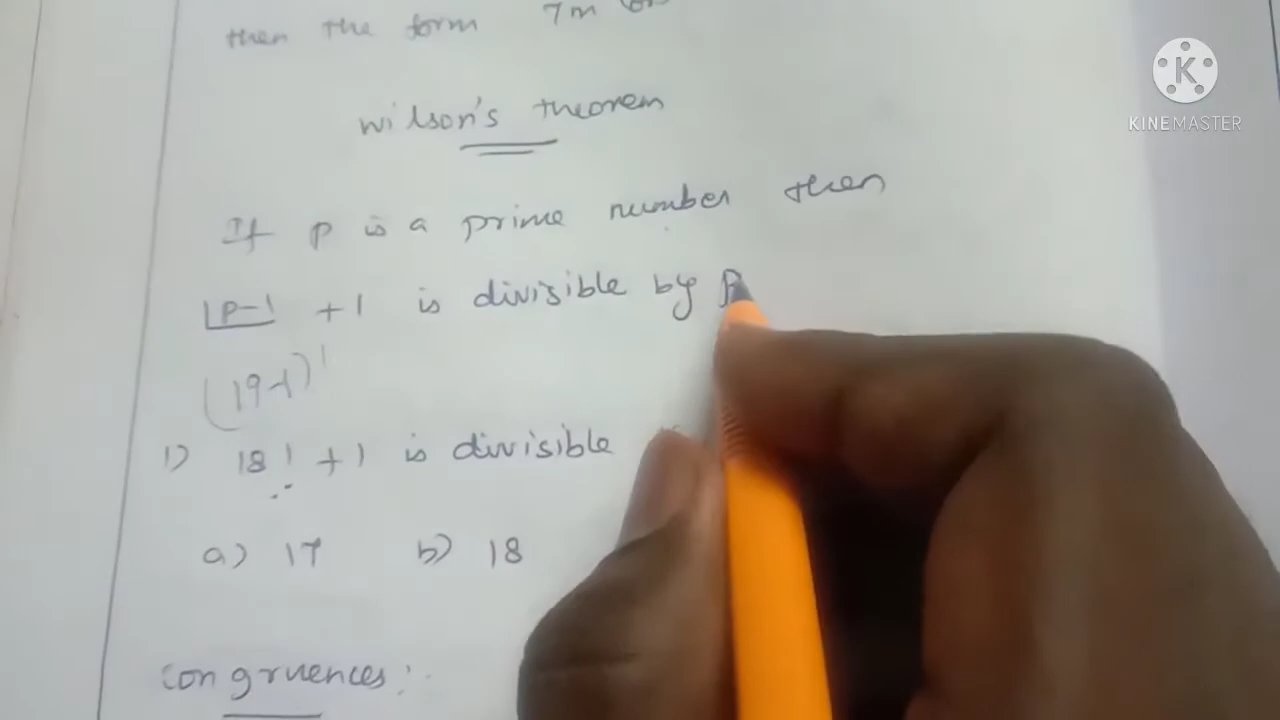 then the form 7m
KINEMASTER
Wilson's theorem
If p is a prime number then
|p-1 +1 is divisible by P
(19-1)!
1) 18! +1 is divisible
a) 17 b) 18
congruences: